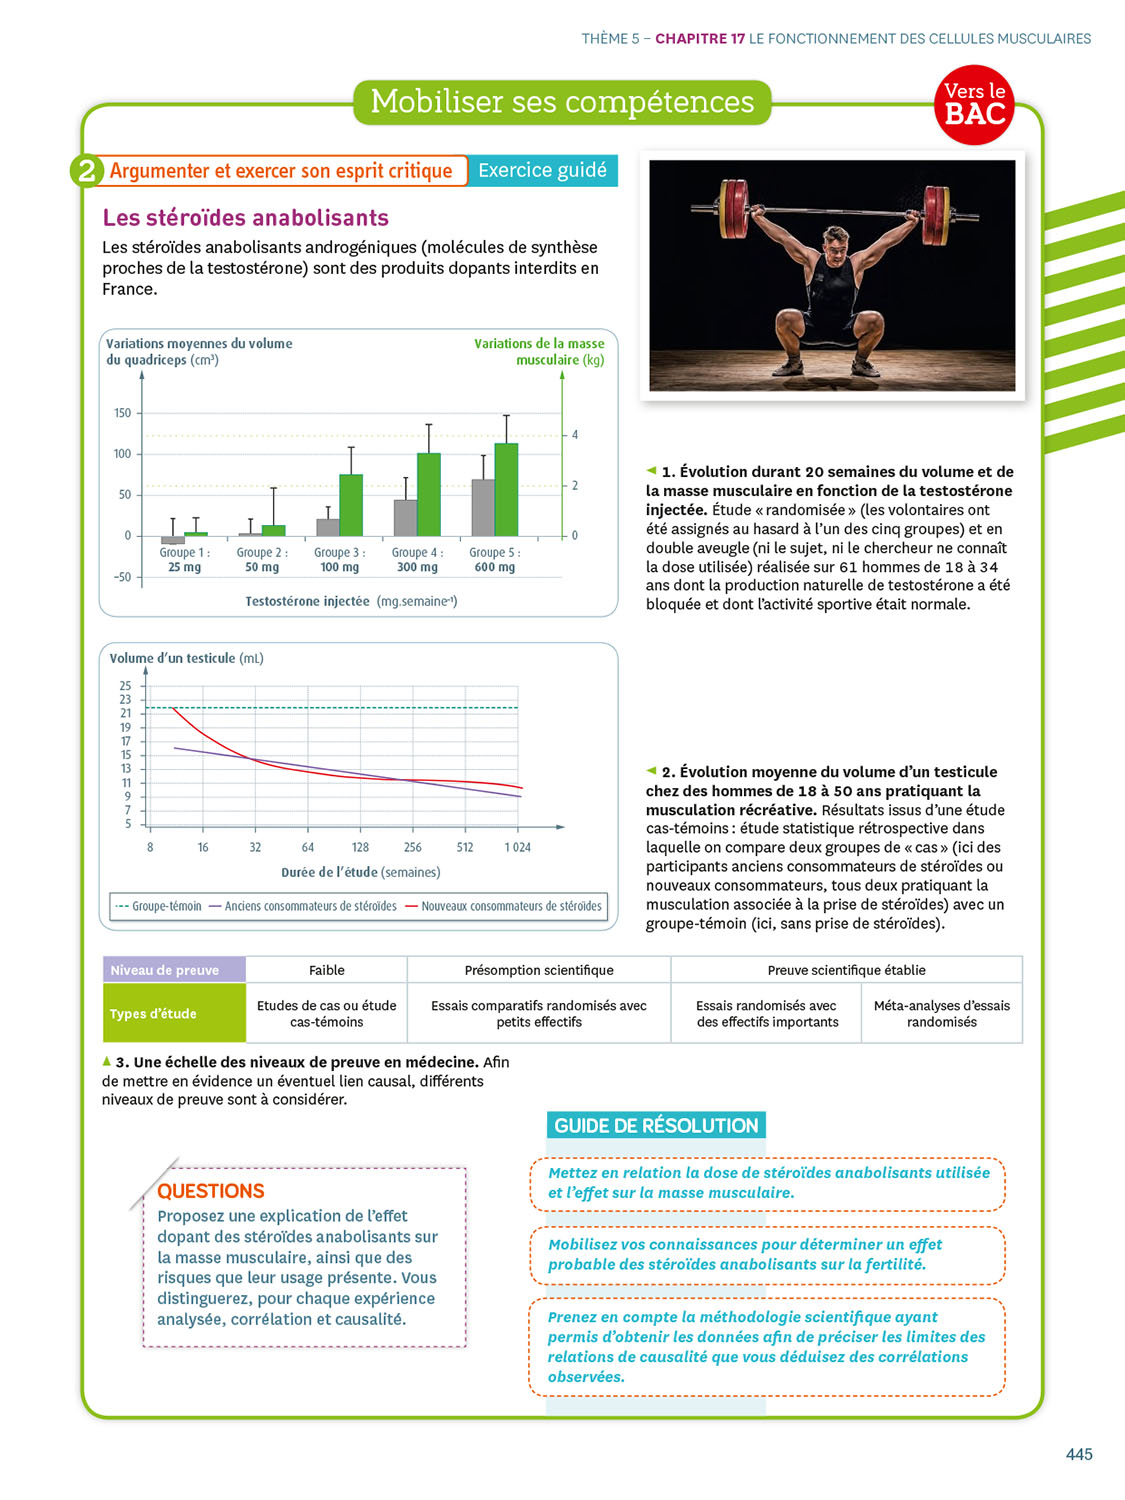 THÈME 5 – CHAPITRE 17 LE FONCTIONNEMENT DES CELLULES MUSCULAIRES
Mobiliser ses compétences
Vers le
BAC
2 Argumenter et exercer son esprit critique Exercice guidé
Les stéroïdes anabolisants
Les stéroïdes anabolisants androgéniques (molécules de synthèse
proches de la testostérone) sont des produits dopants interdits en
France.
Variations moyennes du volume
du quadriceps (cm³)
Variations de la masse
musculaire (kg)
150
100
50
0
–50
4
2
0
Groupe 1 :
25 mg
Groupe 2 :
50 mg
Groupe 3 :
100 mg
Groupe 4 :
300 mg
Groupe 5 :
600 mg
Testostérone injectée (mg.semaine⁻¹)
◄ 1. Évolution durant 20 semaines du volume et de
la masse musculaire en fonction de la testostérone
injectée. Étude « randomisée » (les volontaires ont
été assignés au hasard à l'un des cinq groupes) et en
double aveugle (ni le sujet, ni le chercheur ne connaît
la dose utilisée) réalisée sur 61 hommes de 18 à 34
ans dont la production naturelle de testostérone a été
bloquée et dont l'activité sportive était normale.
Volume d'un testicule (mL)
25
23
21
19
17
15
13
11
9
7
5
8 16 32 64 128 256 512 1 024
Durée de l'étude (semaines)
Groupe-témoin Anciens consommateurs de stéroïdes Nouveaux consommateurs de stéroïdes
◄ 2. Évolution moyenne du volume d'un testicule
chez des hommes de 18 à 50 ans pratiquant la
musculation récréative. Résultats issus d'une étude
cas-témoins : étude statistique rétrospective dans
laquelle on compare deux groupes de « cas » (ici des
participants anciens consommateurs de stéroïdes ou
nouveaux consommateurs, tous deux pratiquant la
musculation associée à la prise de stéroïdes) avec un
groupe-témoin (ici, sans prise de stéroïdes).
Niveau de preuve Faible Présomption scientifique Preuve scientifique établie
Types d'étude
Etudes de cas ou étude
cas-témoins
Essais comparatifs randomisés avec
petits effectifs
Essais randomisés avec
des effectifs importants
Méta-analyses d'essais
randomisés
▲ 3. Une échelle des niveaux de preuve en médecine. Afin
de mettre en évidence un éventuel lien causal, différents
niveaux de preuve sont à considérer.
QUESTIONS
Proposez une explication de l'effet
dopant des stéroïdes anabolisants sur
la masse musculaire, ainsi que des
risques que leur usage présente. Vous
distinguerez, pour chaque expérience
analysée, corrélation et causalité.
GUIDE DE RÉSOLUTION
Mettez en relation la dose de stéroïdes anabolisants utilisée
et l'effet sur la masse musculaire.
Mobilisez vos connaissances pour déterminer un effet
probable des stéroïdes anabolisants sur la fertilité.
Prenez en compte la méthodologie scientifique ayant
permis d'obtenir les données afin de préciser les limites des
relations de causalité que vous déduisez des corrélations
observées.
445